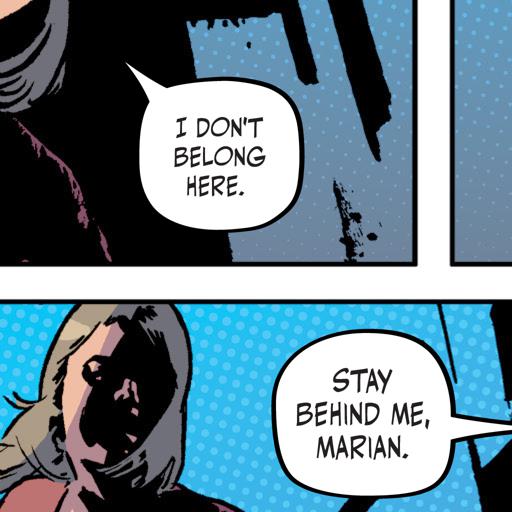 I DON'T
BELONG
HERE.
STAY
BEHIND ME,
MARIAN.